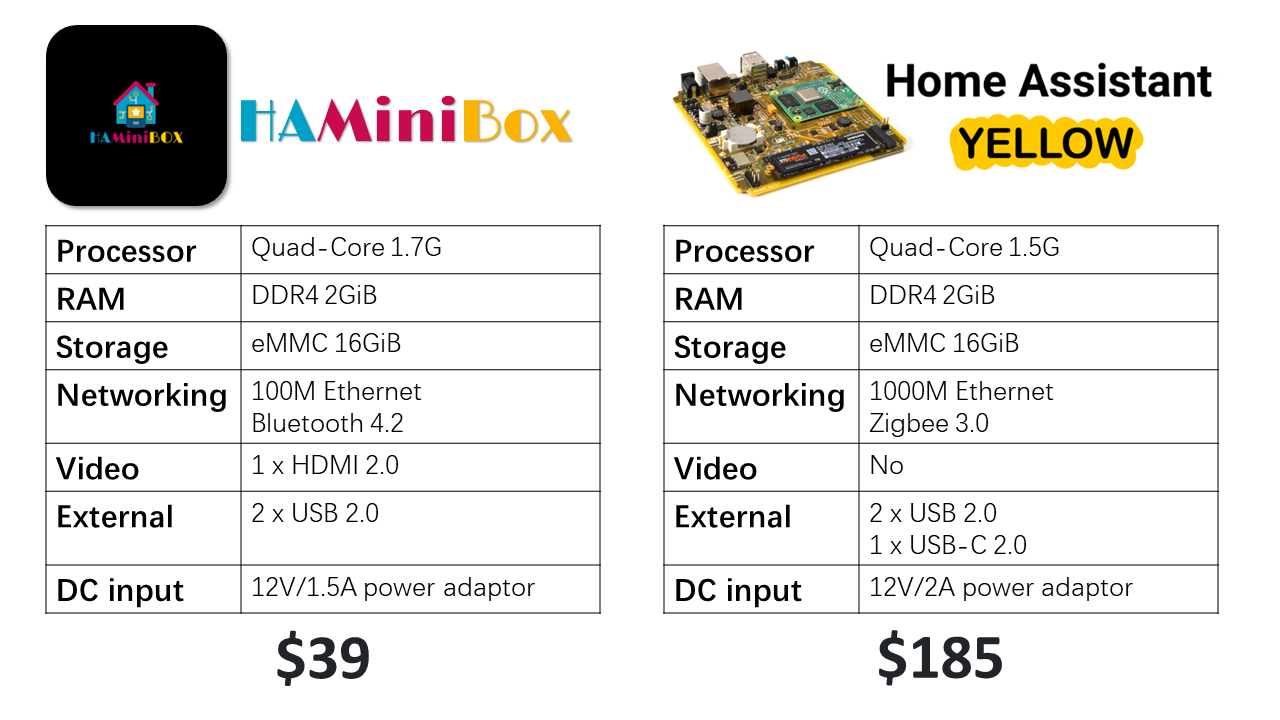 HAMiniBOX
HAMiniBox
Processor Quad-Core 1.7G
RAM DDR4 2GiB
Storage eMMC 16GiB
Networking 100M Ethernet
Bluetooth 4.2
Video 1 x HDMI 2.0
External 2 x USB 2.0
DC input 12V/1.5A power adaptor
$39
Home Assistant
YELLOW
Processor Quad-Core 1.5G
RAM DDR4 2GiB
Storage eMMC 16GiB
Networking 1000M Ethernet
Zigbee 3.0
Video No
External 2 x USB 2.0
1 x USB-C 2.0
DC input 12V/2A power adaptor
$185